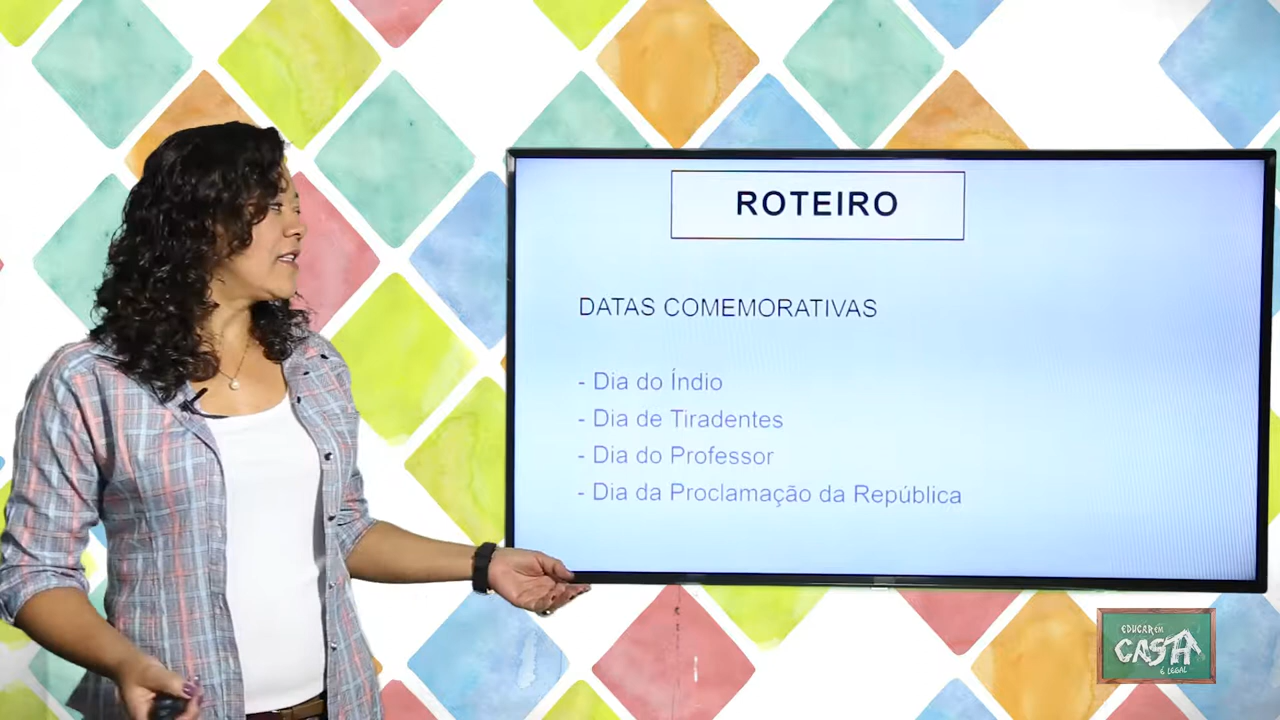 ROTEIRO
DATAS COMEMORATIVAS
- Dia do Índio
- Dia de Tiradentes
- Dia do Professor
- Dia da Proclamação da República
EDUCAR EM
CASA
É LEGAL